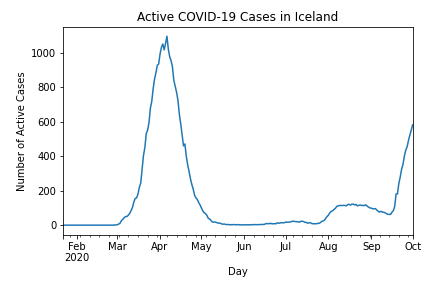 Active COVID-19 Cases in Iceland
Number of Active Cases
1000
800
600
400
200
0
Feb Mar Apr May Jun Jul Aug Sep Oct
2020
Day